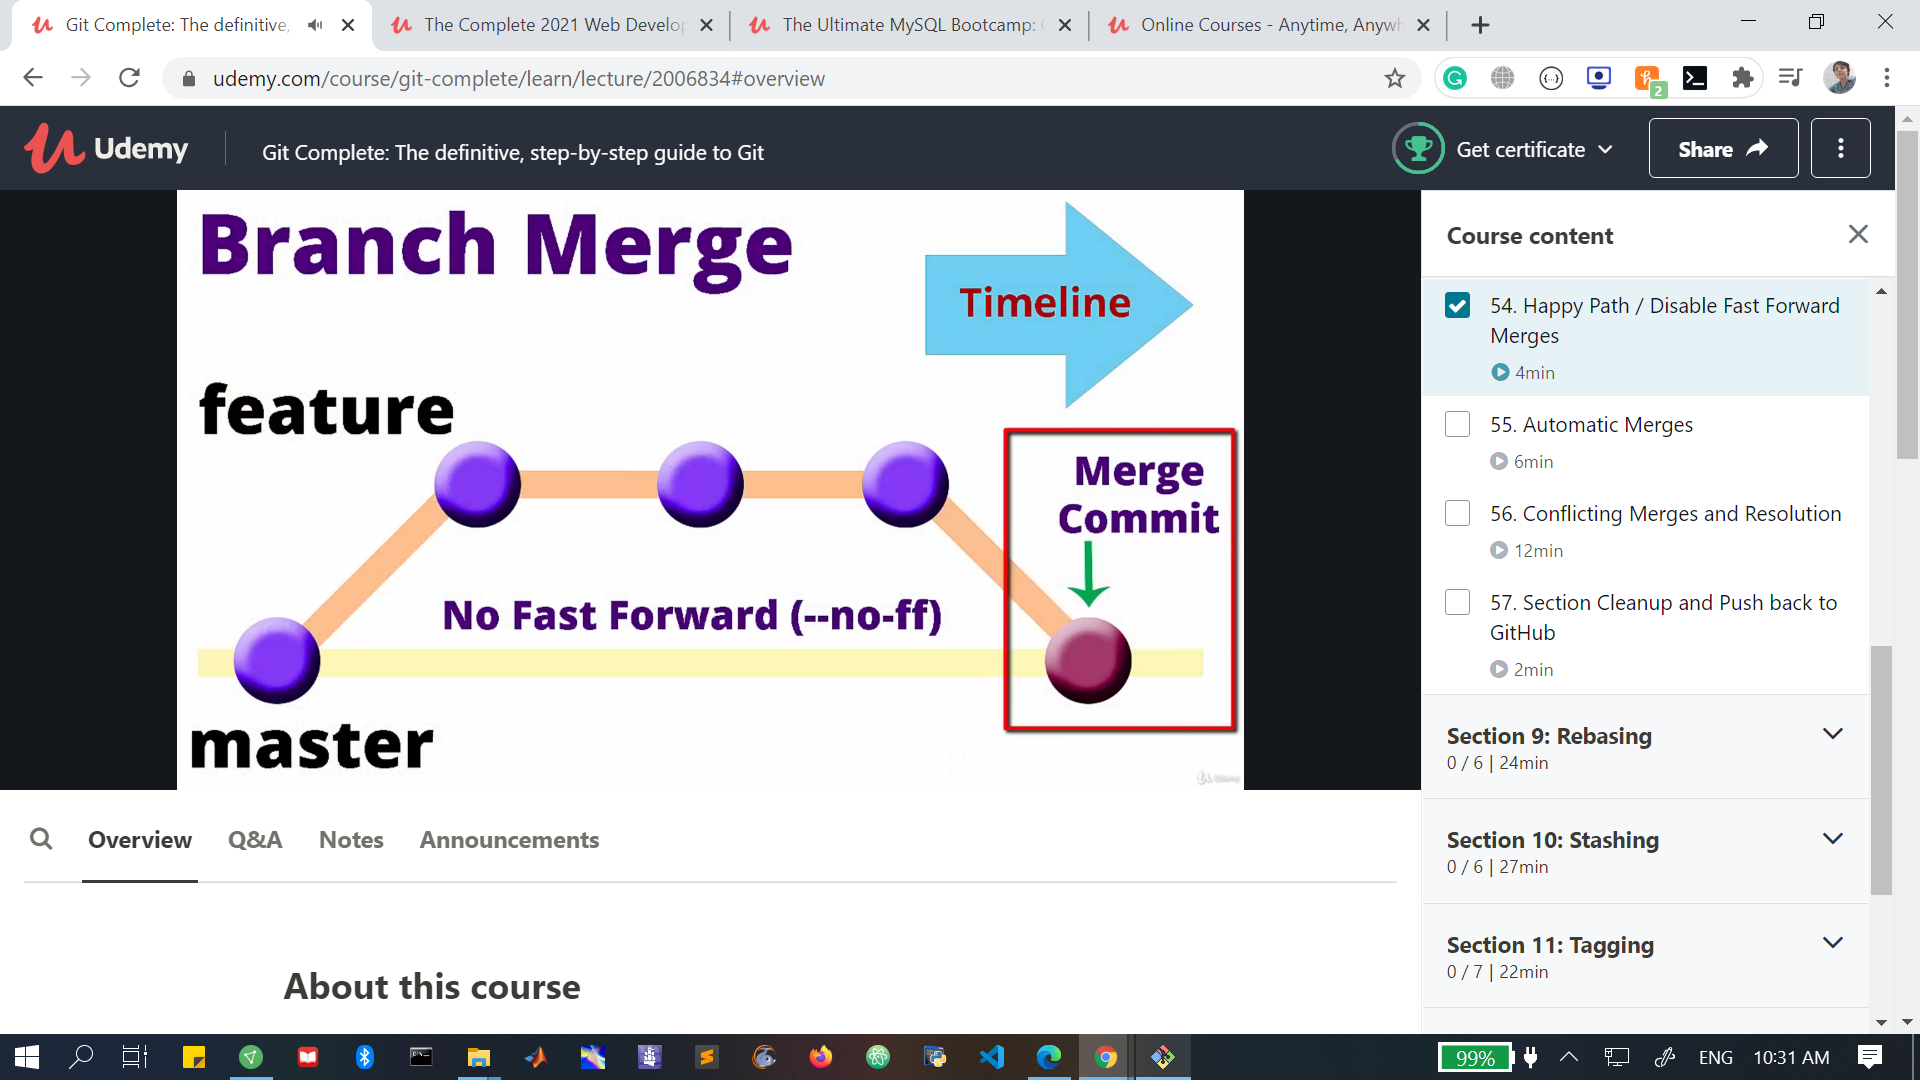 Git Complete: The definitive,
The Complete 2021 Web Develop
The Ultimate MySQL Bootcamp:
Online Courses - Anytime, Anywh
udemy.com/course/git-complete/learn/lecture/2006834#overview
2
Udemy
Git Complete: The definitive, step-by-step guide to Git
Get certificate
Share
Branch Merge
Timeline
feature
Merge
Commit
No Fast Forward (--no-ff)
master
Udemy
Course content
54. Happy Path / Disable Fast Forward
Merges
4min
55. Automatic Merges
6min
56. Conflicting Merges and Resolution
12min
57. Section Cleanup and Push back to
GitHub
2min
Section 9: Rebasing
0 / 6 | 24min
Section 10: Stashing
0 / 6 | 27min
Section 11: Tagging
0 / 7 | 22min
Overview
Q&A
Notes
Announcements
About this course
99%
ENG
10:31 AM